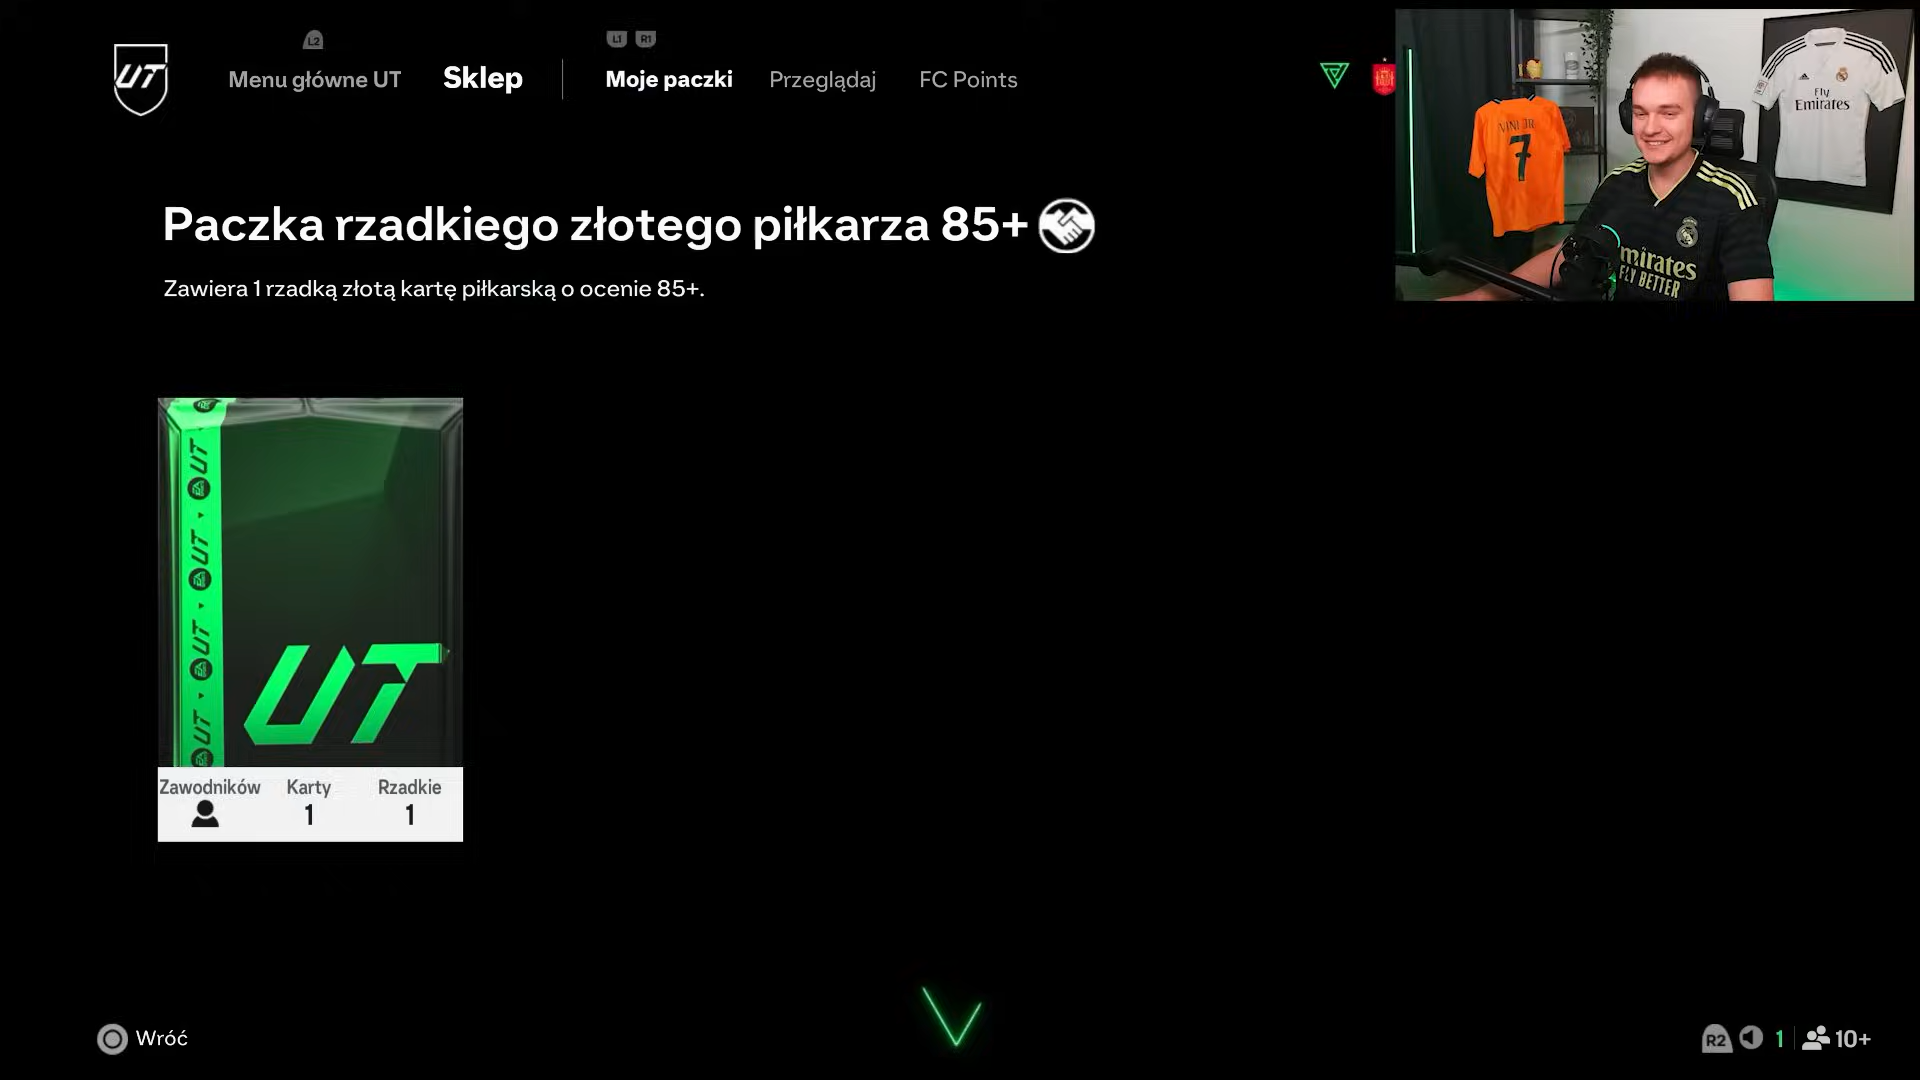 L2
L1 R1
UT
Menu główne UT
Sklep
Moje paczki
Przeglądaj
FC Points
Paczka rzadkiego złotego piłkarza 85+
Zawiera 1 rzadką złotą kartę piłkarską o ocenie 85+.
VINI JR.
7
Fly
Emirates
Emirates
FLY BETTER
UT
UT
UT
UT
UT
Zawodników Karty Rzadkie
1 1
Wróć
R2 1 10+